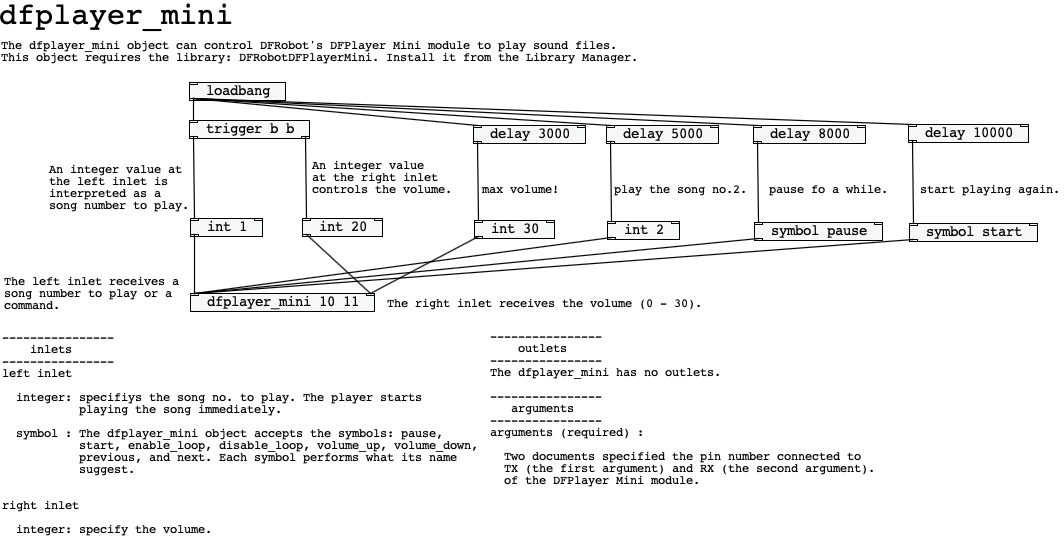 dfplayer_mini
The dfplayer_mini object can control DFRobot's DFPlayer Mini module to play sound files.
This object requires the library: DFRobotDFPlayerMini. Install it from the Library Manager.
loadbang
trigger b b
delay 3000
delay 5000
delay 8000
delay 10000
An integer value at
the left inlet is
interpreted as a
song number to play.
An integer value
at the right inlet
controls the volume.
max volume!
play the song no.2.
pause fo a while.
start playing again.
int 1
int 20
int 30
int 2
symbol pause
symbol start
The left inlet receives a
song number to play or a
command.
dfplayer_mini 10 11
The right inlet receives the volume (0 - 30).
----------------
inlets
----------------
left inlet
integer: specifiys the song no. to play. The player starts
playing the song immediately.
symbol : The dfplayer_mini object accepts the symbols: pause,
start, enable_loop, disable_loop, volume_up, volume_down,
previous, and next. Each symbol performs what its name
suggest.
right inlet
integer: specify the volume.
----------------
outlets
----------------
The dfplayer_mini has no outlets.
----------------
arguments
----------------
arguments (required) :
Two documents specified the pin number connected to
TX (the first argument) and RX (the second argument).
of the DFPlayer Mini module.